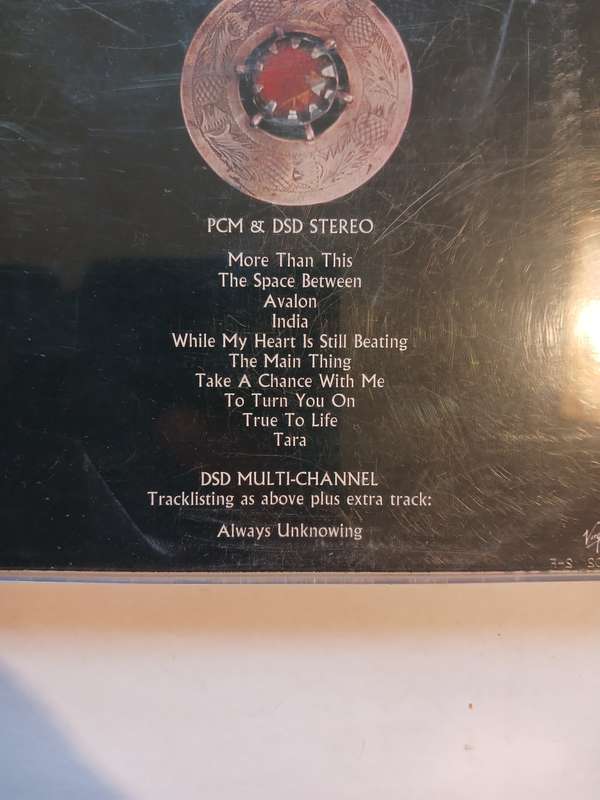 PCM & DSD STEREO
More Than This
The Space Between
Avalon
India
While My Heart Is Still Beating
The Main Thing
Take A Chance With Me
To Turn You On
True To Life
Tara
DSD MULTI-CHANNEL
Tracklisting as above plus extra track:
Always Unknowing